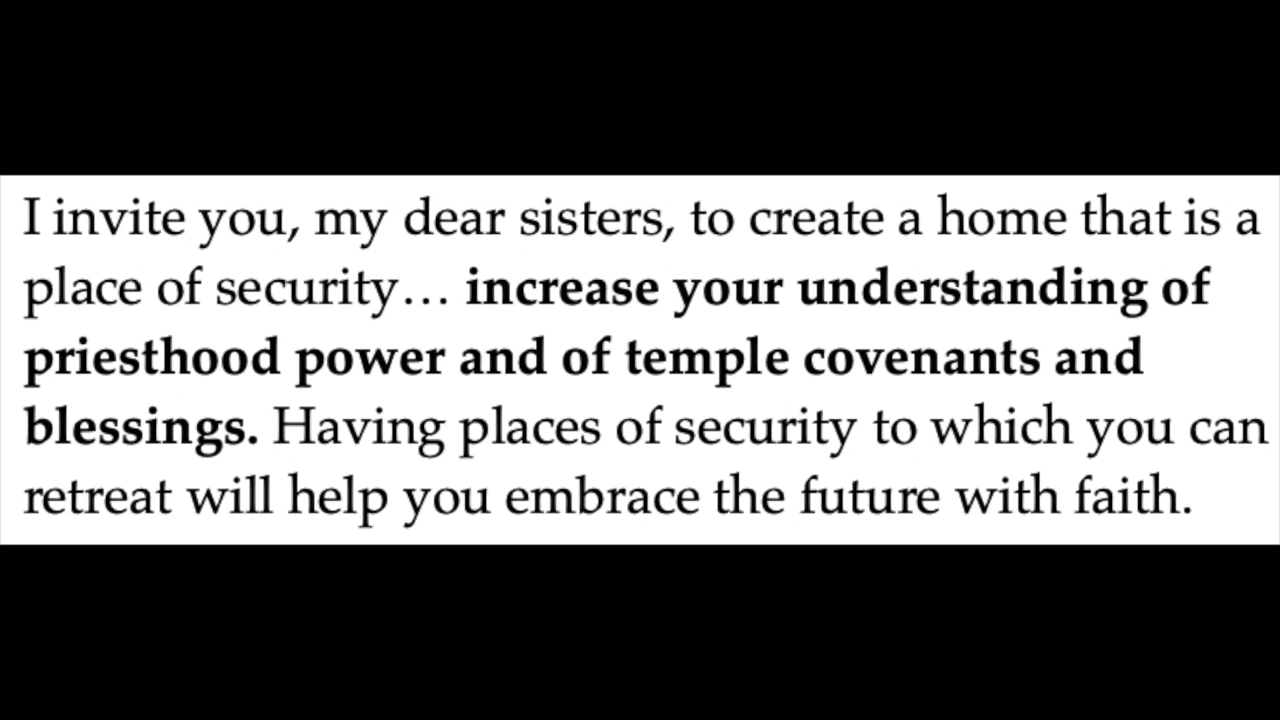 I invite you, my dear sisters, to create a home that is a
place of security… increase your understanding of
priesthood power and of temple covenants and
blessings. Having places of security to which you can
retreat will help you embrace the future with faith.